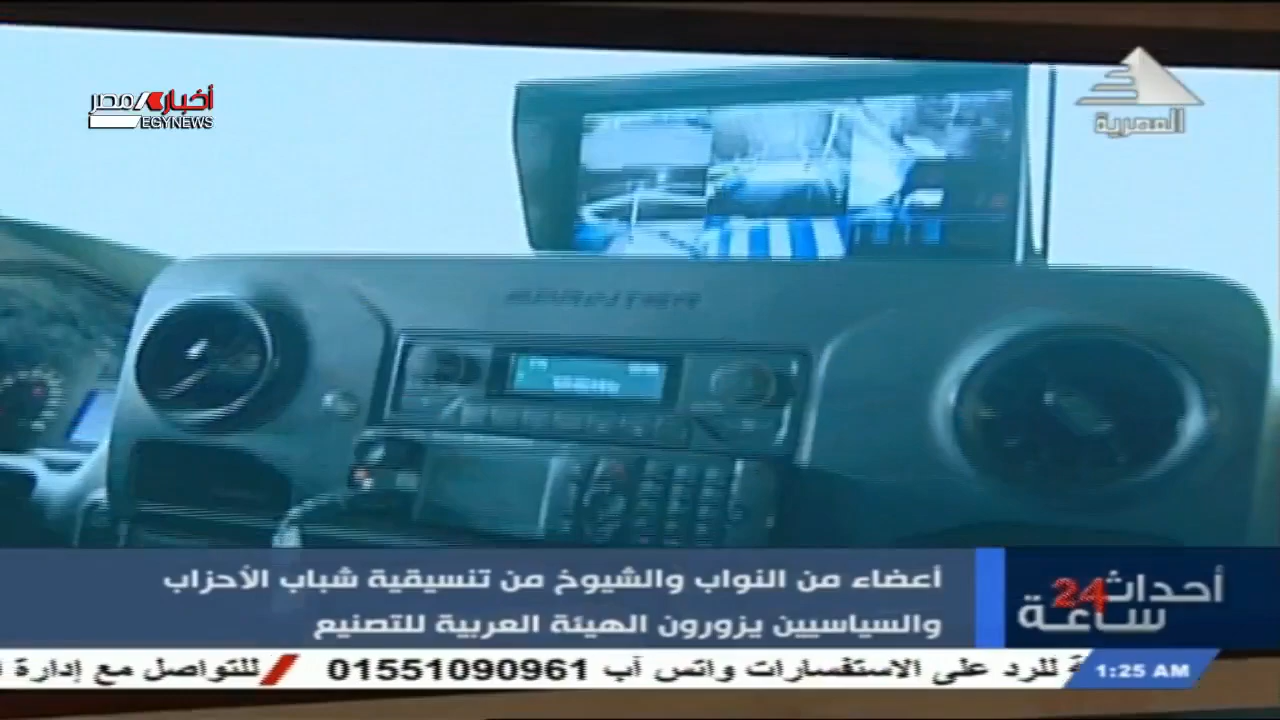 أخبار مصر
EGYNEWS
المصرية
SPRINTER
أعضاء من النواب والشيوخ من تنسيقية شباب الأحزاب
والسياسيين يزورون الهيئة العربية للتصنيع
أحداث 24 ساعة
للرد على الاستفسارات واتس آب 01551090961 / للتواصل مع إدارة
1:25 AM